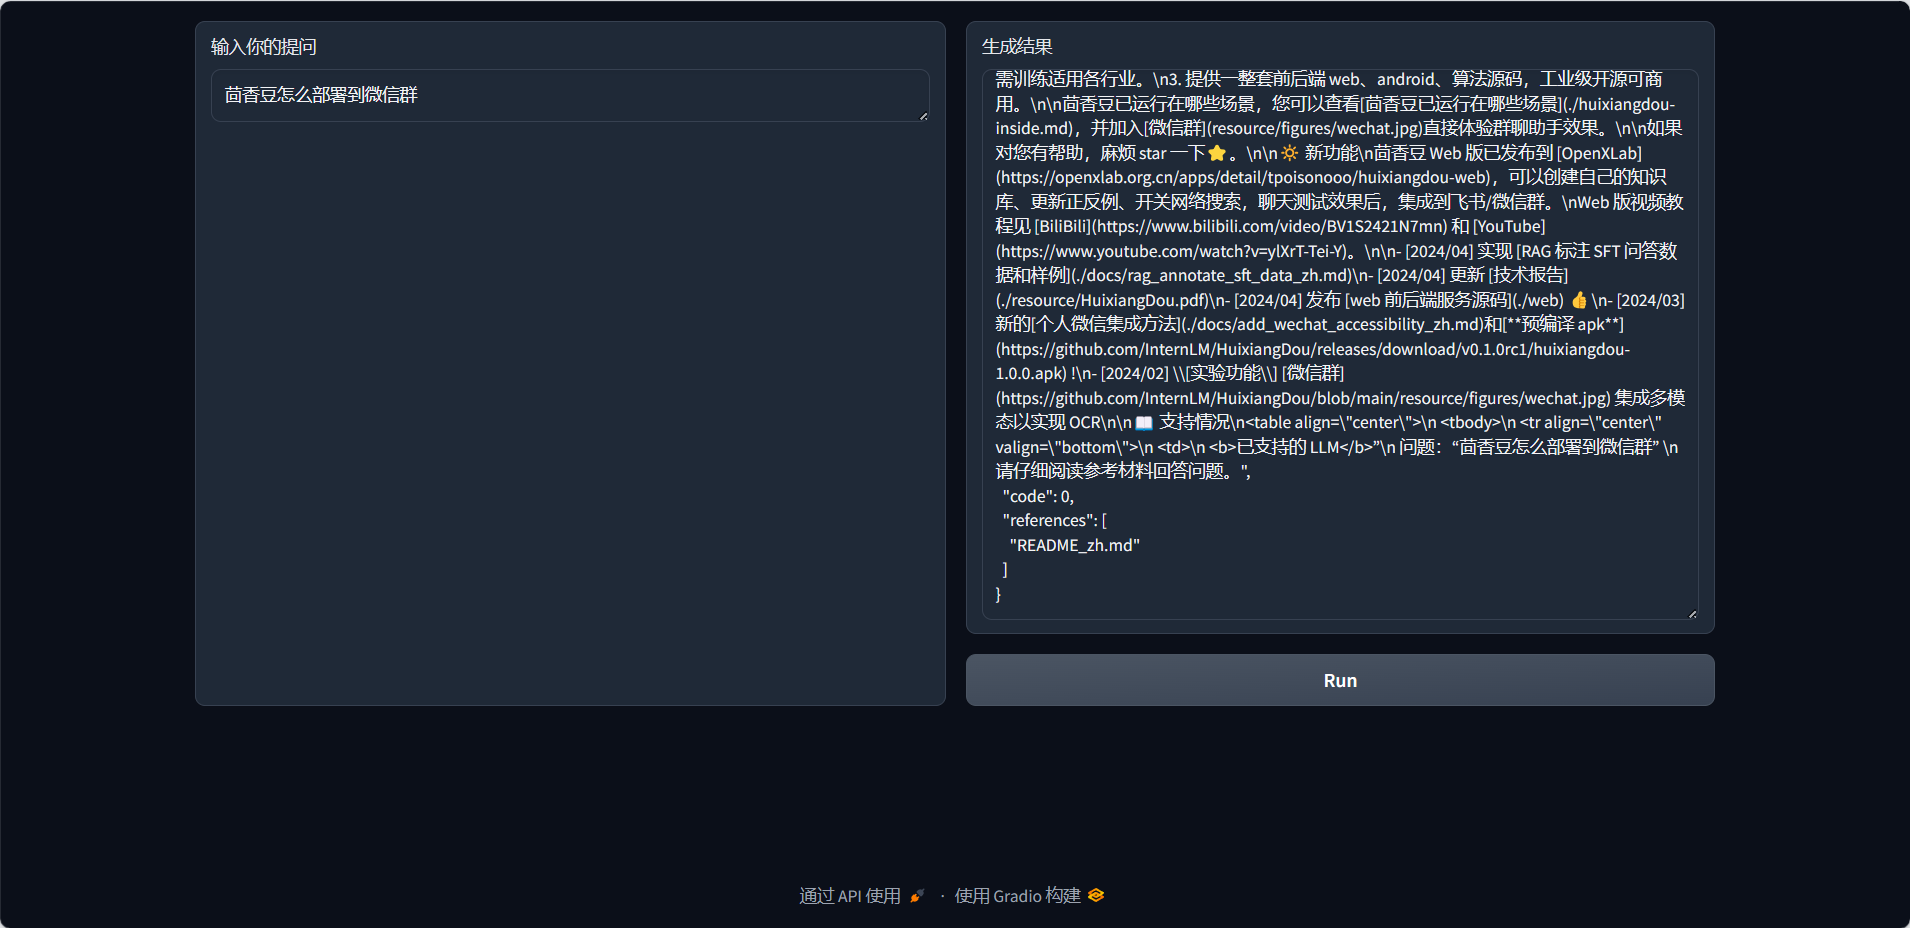 输入你的提问
茴香豆怎么部署到微信群
生成结果
需训练适用各行业。\n3. 提供一整套前后端 web、android、算法源码，工业级开源可商
用。\n\n茴香豆已运行在哪些场景，您可以查看[茴香豆已运行在哪些场景](./huixiangdou-
inside.md)，并加入[微信群](resource/figures/wechat.jpg)直接体验群聊助手效果。\n\n如果
对您有帮助，麻烦 star 一下⭐。\n\n🔆 新功能\n茴香豆 Web 版已发布到 [OpenXLab]
(https://openxlab.org.cn/apps/detail/tpoisonooo/huixiangdou-web)，可以创建自己的知识
库、更新正反例、开关网络搜索，聊天测试效果后，集成到飞书/微信群。\nWeb 版视频教
程见 [BiliBili](https://www.bilibili.com/video/BV1S2421N7mn) 和 [YouTube]
(https://www.youtube.com/watch?v=ylXrT-Tei-Y)。\n\n- [2024/04] 实现 [RAG 标注 SFT 问答数
据和样例](./docs/rag_annotate_sft_data_zh.md)\n- [2024/04] 更新 [技术报告]
(./resource/HuixiangDou.pdf)\n- [2024/04] 发布 [web 前后端服务源码](./web) 👍 \n- [2024/03]
新的[个人微信集成方法](./docs/add_wechat_accessibility_zh.md)和[**预编译 apk**]
(https://github.com/InternLM/HuixiangDou/releases/download/v0.1.0rc1/huixiangdou-
1.0.0.apk) !\n- [2024/02] \\[实验功能\\] [微信群]
(https://github.com/InternLM/HuixiangDou/blob/main/resource/figures/wechat.jpg) 集成多模
态以实现 OCR\n\n📖 支持情况\n<table align=\"center\">\n <tbody>\n <tr align=\"center\"
valign=\"bottom\">\n <td>\n <b>已支持的 LLM</b>”\n 问题：“茴香豆怎么部署到微信群” \n
请仔细阅读参考材料回答问题。",
"code": 0,
"references": [
"README_zh.md"
]
}
Run
通过 API 使用 🚀 · 使用 Gradio 构建